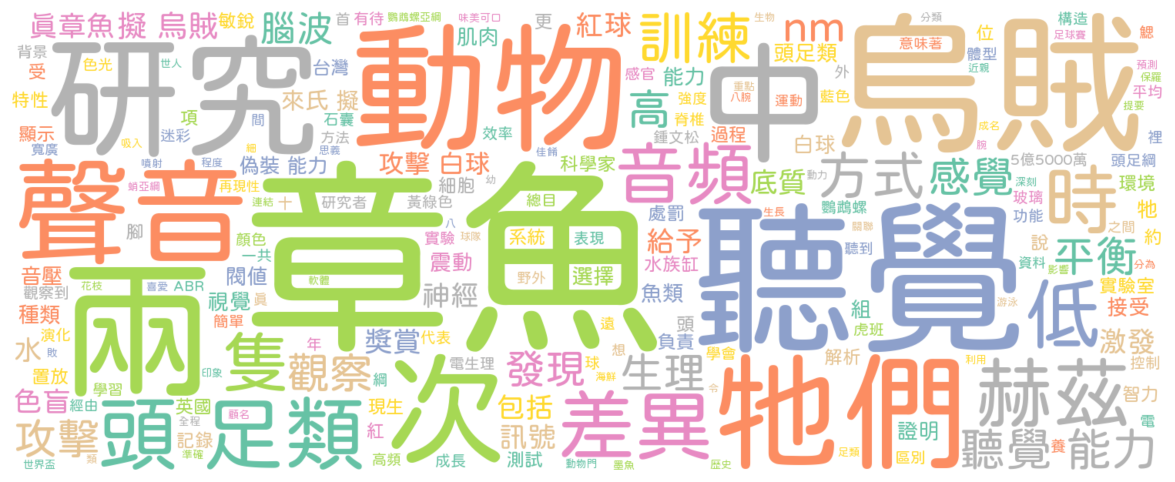 眞章魚擬 烏賊
敏銳
腦波
首
有待
鸚鵡螺亞綱
味美可口
肌肉
更
紅球
訓練
nm
生物
分類
頭足類
意味著
位
構造
足球賽
鰓
背景
受
色光
世人
研究
台灣
動物
感官
能力
外
中
烏賊
體型
近親
預測
保羅
平均
特性
項
間
來氏 擬
石囊
高
強度
重點
八腕
運動
藍色
提要
顯示
吸入
迷彩
方法
效率
脊椎
成名
寬廣
噴射
程度
細
思義
偽裝 能力
攻擊 白球
佳餚
科學家
鍾文松
過程
白球
腕
裡
聲音
蛸亞綱
再現性
連結
十
研究者
細胞
黃綠色
幼
總目
音頻
底質
動力
方式
感覺
5億5000萬
深刻
玻璃
功能
頭足綱
環境
牠
腳
顏色
一共
章魚
八
實驗
球隊
系統
表現
處罰
鸚鵡螺
生長
關聯
聽到
聽覺
時
之間
說
約
音壓
觀察到
花枝
喜愛
ABR
閥值
視覺
眞
軟體
震動
神經
野外
選擇
給予
水族缸
魚類
資料
影響
平衡
分為
實驗室
種類
兩
簡單
組
虎斑
游泳
低
接受
水
演化
敗
隻
年
獎賞
代表
遠
頭
負責
激發
置放
學習
印象
觀察
綱
電生理
發現
球
海鮮
想
生理
學會
解析
利用
控制
色盲
經由
英國
顧名
現生
次
包括
差異
令
牠們
赫茲
智力
攻擊
頭足類
記錄
全程
準確
紅
訊號
證明
聽覺 能力
養
電
世界盃
類
高頻
成長
測試
動物門
墨魚
歷史
足類
區別